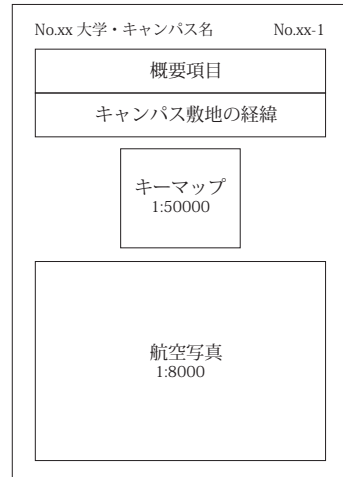 No.xx 大学・キャンパス名 No.xx-1
概要項目
キャンパス敷地の経緯
キーマップ
1:50000
航空写真
1:8000